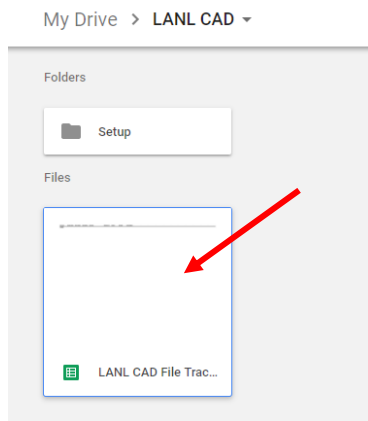 My Drive > LANL CAD
Folders
Setup
Files
LANL CAD File Trac...